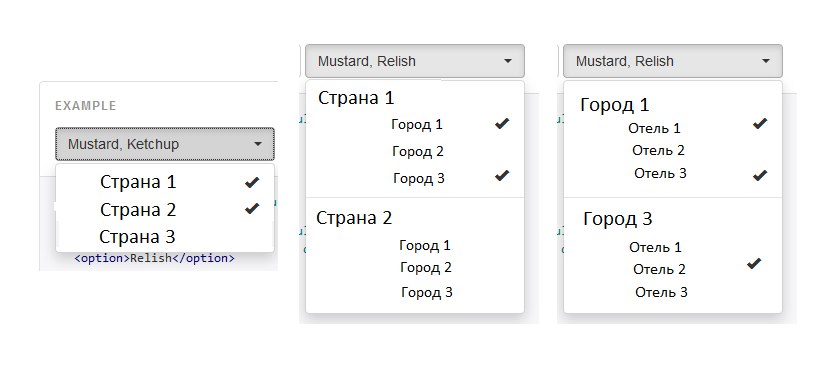 EXAMPLE
Mustard, Ketchup
Страна 1
Страна 2
Страна 3
<option>Relish</option>
Mustard, Relish
Страна 1
Город 1
Город 2
Город 3
Страна 2
Город 1
Город 2
Город 3
Mustard, Relish
Город 1
Отель 1
Отель 2
Отель 3
Город 3
Отель 1
Отель 2
Отель 3